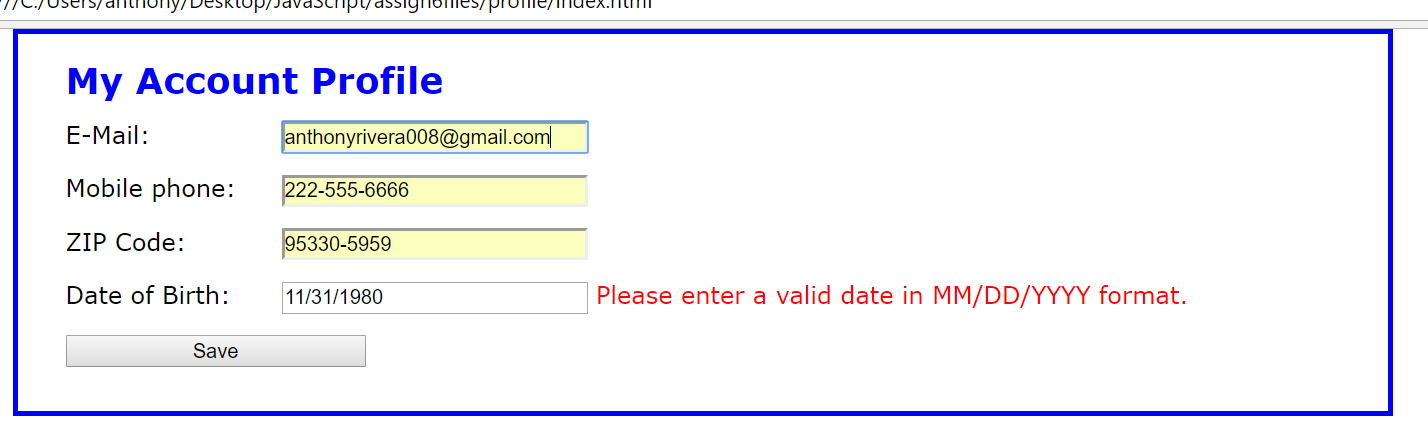 ///C:/Users/anthony/Desktop/JavaScript/assign6files/profile/index.html
My Account Profile
E-Mail: anthonyrivera008@gmail.com
Mobile phone: 222-555-6666
ZIP Code: 95330-5959
Date of Birth: 11/31/1980 Please enter a valid date in MM/DD/YYYY format.
Save